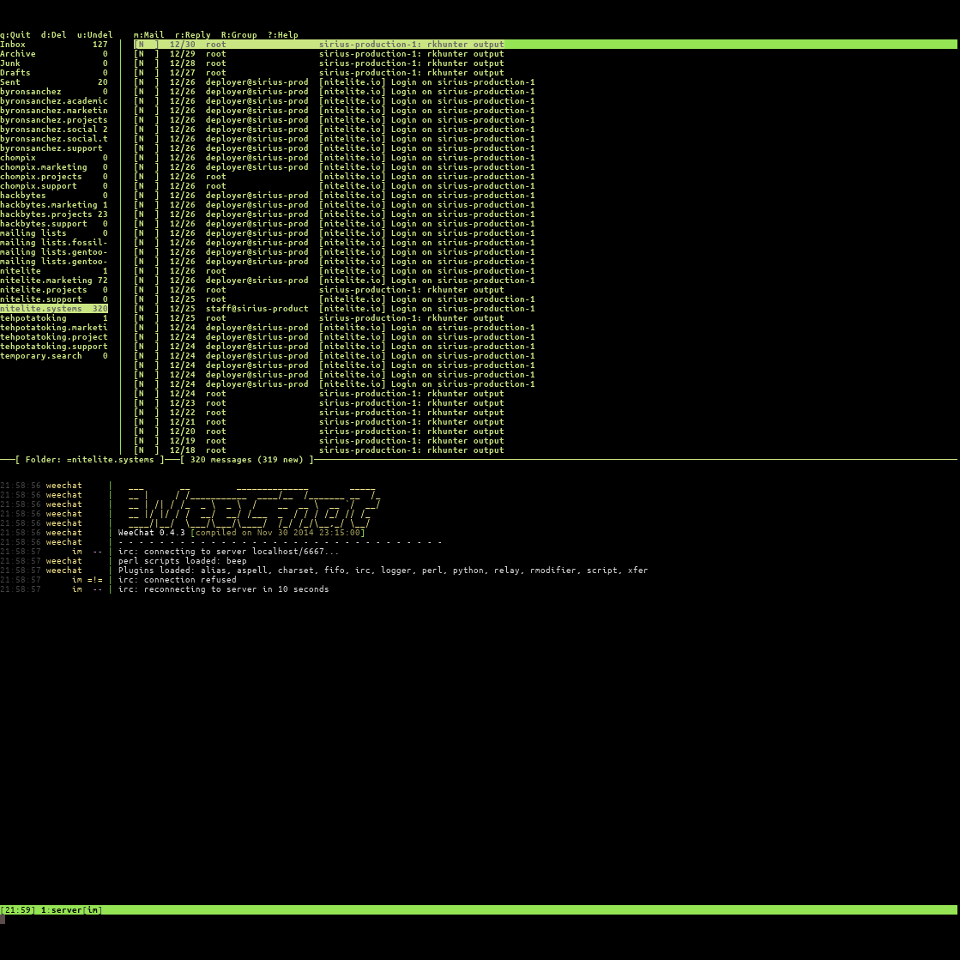 q:Quit d:Del u:Undel m:Mail r:Reply R:Group ?:Help
Inbox 127 | [N ] 12/30 root sirius-production-1: rkhunter output
Archive 0 | [N ] 12/29 root sirius-production-1: rkhunter output
Junk 0 | [N ] 12/28 root sirius-production-1: rkhunter output
Drafts 0 | [N ] 12/27 root sirius-production-1: rkhunter output
Sent 20 | [N ] 12/26 deployer@sirius-prod [nitelite.io] Login on sirius-production-1
byronsanchez 0 | [N ] 12/26 deployer@sirius-prod [nitelite.io] Login on sirius-production-1
byronsanchez.academic | [N ] 12/26 root [nitelite.io] Login on sirius-production-1
byronsanchez.marketin | [N ] 12/26 deployer@sirius-prod [nitelite.io] Login on sirius-production-1
byronsanchez.projects | [N ] 12/26 deployer@sirius-prod [nitelite.io] Login on sirius-production-1
byronsanchez.social 2 | [N ] 12/26 deployer@sirius-prod [nitelite.io] Login on sirius-production-1
byronsanchez.social.t | [N ] 12/26 root [nitelite.io] Login on sirius-production-1
byronsanchez.support | [N ] 12/26 deployer@sirius-prod [nitelite.io] Login on sirius-production-1
chompix 0 | [N ] 12/26 deployer@sirius-prod [nitelite.io] Login on sirius-production-1
chompix.marketing 0 | [N ] 12/26 deployer@sirius-prod [nitelite.io] Login on sirius-production-1
chompix.projects 0 | [N ] 12/26 root [nitelite.io] Login on sirius-production-1
chompix.support 0 | [N ] 12/26 root [nitelite.io] Login on sirius-production-1
hackbytes 0 | [N ] 12/26 deployer@sirius-prod [nitelite.io] Login on sirius-production-1
hackbytes.marketing 1 | [N ] 12/26 root [nitelite.io] Login on sirius-production-1
hackbytes.projects 23 | [N ] 12/26 deployer@sirius-prod [nitelite.io] Login on sirius-production-1
hackbytes.support 0 | [N ] 12/26 deployer@sirius-prod [nitelite.io] Login on sirius-production-1
mailing lists 0 | [N ] 12/26 deployer@sirius-prod [nitelite.io] Login on sirius-production-1
mailing lists.fossil- | [N ] 12/26 deployer@sirius-prod [nitelite.io] Login on sirius-production-1
mailing lists.gentoo- | [N ] 12/26 deployer@sirius-prod [nitelite.io] Login on sirius-production-1
mailing lists.gentoo- | [N ] 12/26 deployer@sirius-prod [nitelite.io] Login on sirius-production-1
nitelite 1 | [N ] 12/26 root [nitelite.io] Login on sirius-production-1
nitelite.marketing 72 | [N ] 12/26 deployer@sirius-prod [nitelite.io] Login on sirius-production-1
nitelite.projects 0 | [N ] 12/26 root sirius-production-1: rkhunter output
nitelite.support 0 | [N ] 12/25 root [nitelite.io] Login on sirius-production-1
nitelite.systems 320 | [N ] 12/25 staff@sirius-product [nitelite.io] Login on sirius-production-1
tehpotatoking 1 | [N ] 12/25 root sirius-production-1: rkhunter output
tehpotatoking.marketi | [N ] 12/24 deployer@sirius-prod [nitelite.io] Login on sirius-production-1
tehpotatoking.project | [N ] 12/24 deployer@sirius-prod [nitelite.io] Login on sirius-production-1
tehpotatoking.support | [N ] 12/24 deployer@sirius-prod [nitelite.io] Login on sirius-production-1
temporary.search 0 | [N ] 12/24 deployer@sirius-prod [nitelite.io] Login on sirius-production-1
[N ] 12/24 deployer@sirius-prod [nitelite.io] Login on sirius-production-1
[N ] 12/24 deployer@sirius-prod [nitelite.io] Login on sirius-production-1
[N ] 12/24 deployer@sirius-prod [nitelite.io] Login on sirius-production-1
[N ] 12/24 root sirius-production-1: rkhunter output
[N ] 12/23 root sirius-production-1: rkhunter output
[N ] 12/22 root sirius-production-1: rkhunter output
[N ] 12/21 root sirius-production-1: rkhunter output
[N ] 12/20 root sirius-production-1: rkhunter output
[N ] 12/19 root sirius-production-1: rkhunter output
[N ] 12/18 root sirius-production-1: rkhunter output
[ Folder: =nitelite.systems ]──[ 320 messages (319 new) ]
21:58:56 weechat |
21:58:56 weechat |
21:58:56 weechat | WeeChat
21:58:56 weechat |
21:58:56 weechat |
21:58:56 weechat | WeeChat 0.4.3 [compiled on Nov 30 2014 23:15:00]
21:58:56 weechat | - - - - - - - - - - - - - - - - - - - - - - - - - - - - - - - -
21:58:57 im -- | irc: connecting to server localhost/6667...
21:58:57 weechat | perl scripts loaded: beep
21:58:57 weechat | Plugins loaded: alias, aspell, charset, fifo, irc, logger, perl, python, relay, rmodifier, script, xfer
21:58:57 im =!= | irc: connection refused
21:58:57 im -- | irc: reconnecting to server in 10 seconds
[21:59] 1:server[im]